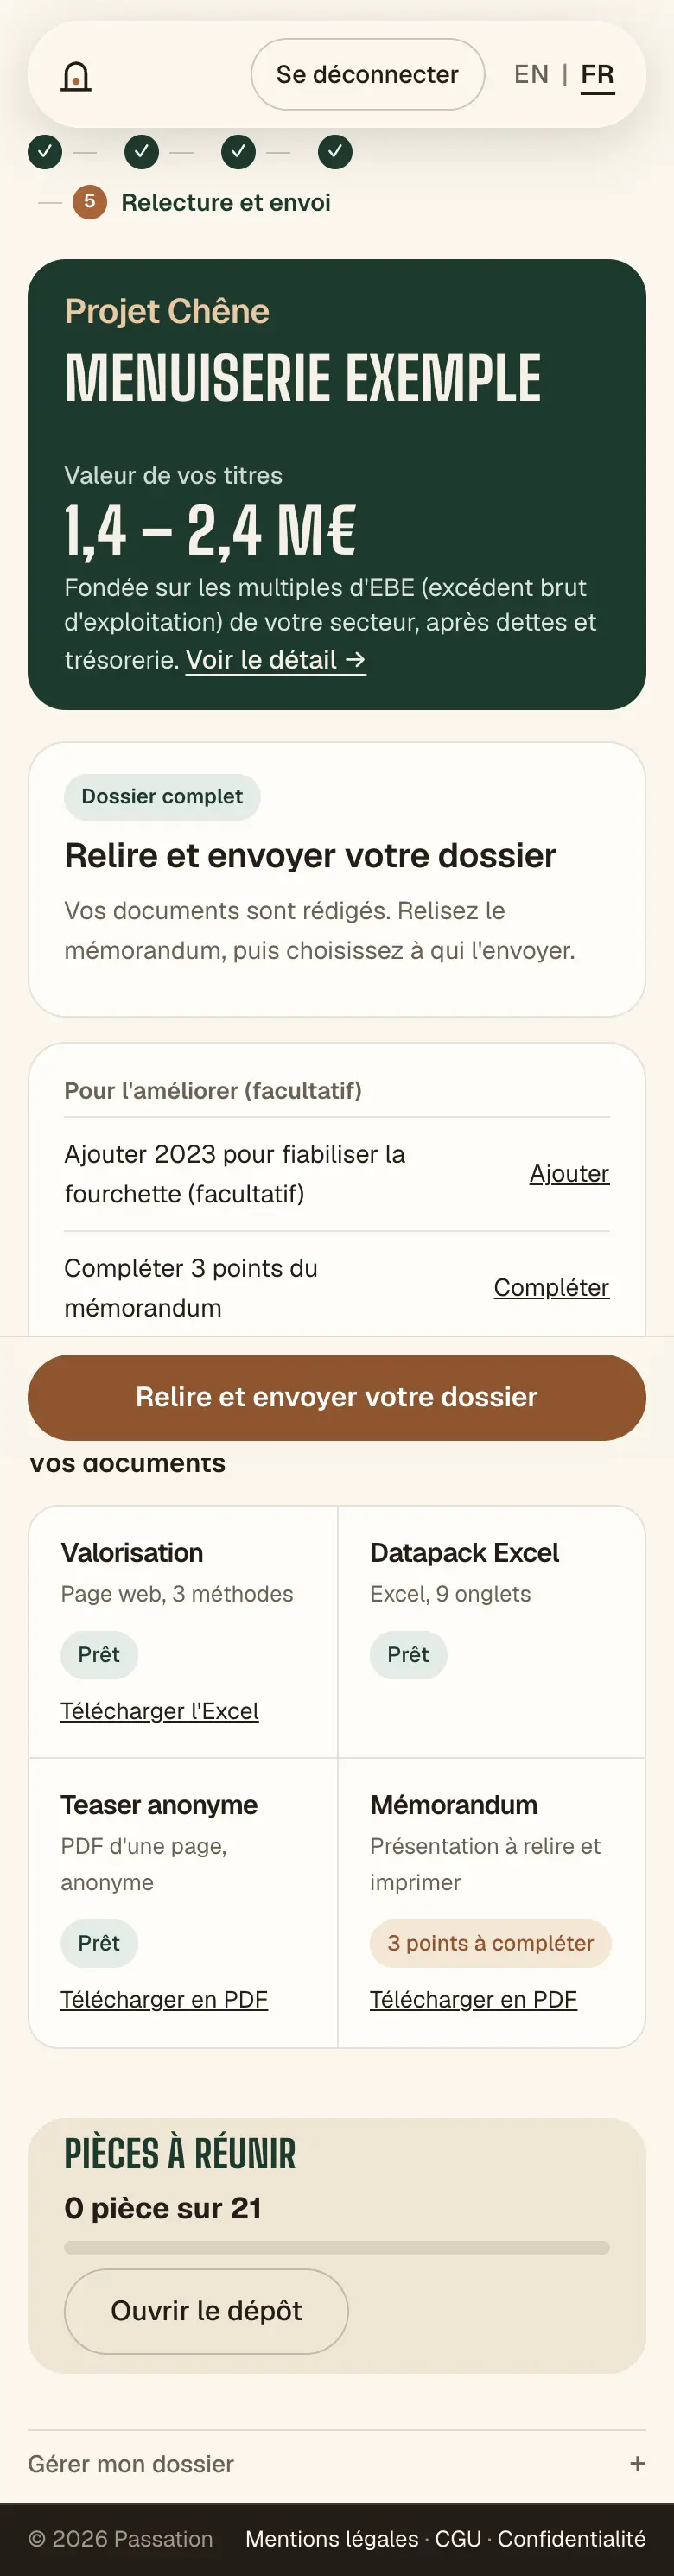 Se déconnecter
EN | FR
5 Relecture et envoi
Projet Chêne
MENUISERIE EXEMPLE
Valeur de vos titres
1,4 – 2,4 M€
Fondée sur les multiples d'EBE (excédent brut
d'exploitation) de votre secteur, après dettes et
trésorerie. Voir le détail →
Dossier complet
Relire et envoyer votre dossier
Vos documents sont rédigés. Relisez le
mémorandum, puis choisissez à qui l'envoyer.
Pour l'améliorer (facultatif)
Ajouter 2023 pour fiabiliser la
fourchette (facultatif)
Ajouter
Compléter 3 points du
mémorandum
Compléter
Relire et envoyer votre dossier
Vos documents
Valorisation
Page web, 3 méthodes
Prêt
Télécharger l'Excel
Datapack Excel
Excel, 9 onglets
Prêt
Teaser anonyme
PDF d'une page,
anonyme
Prêt
Télécharger en PDF
Mémorandum
Présentation à relire et
imprimer
3 points à compléter
Télécharger en PDF
PIÈCES À RÉUNIR
0 pièce sur 21
Ouvrir le dépôt
Gérer mon dossier +
© 2026 Passation Mentions légales · CGU · Confidentialité